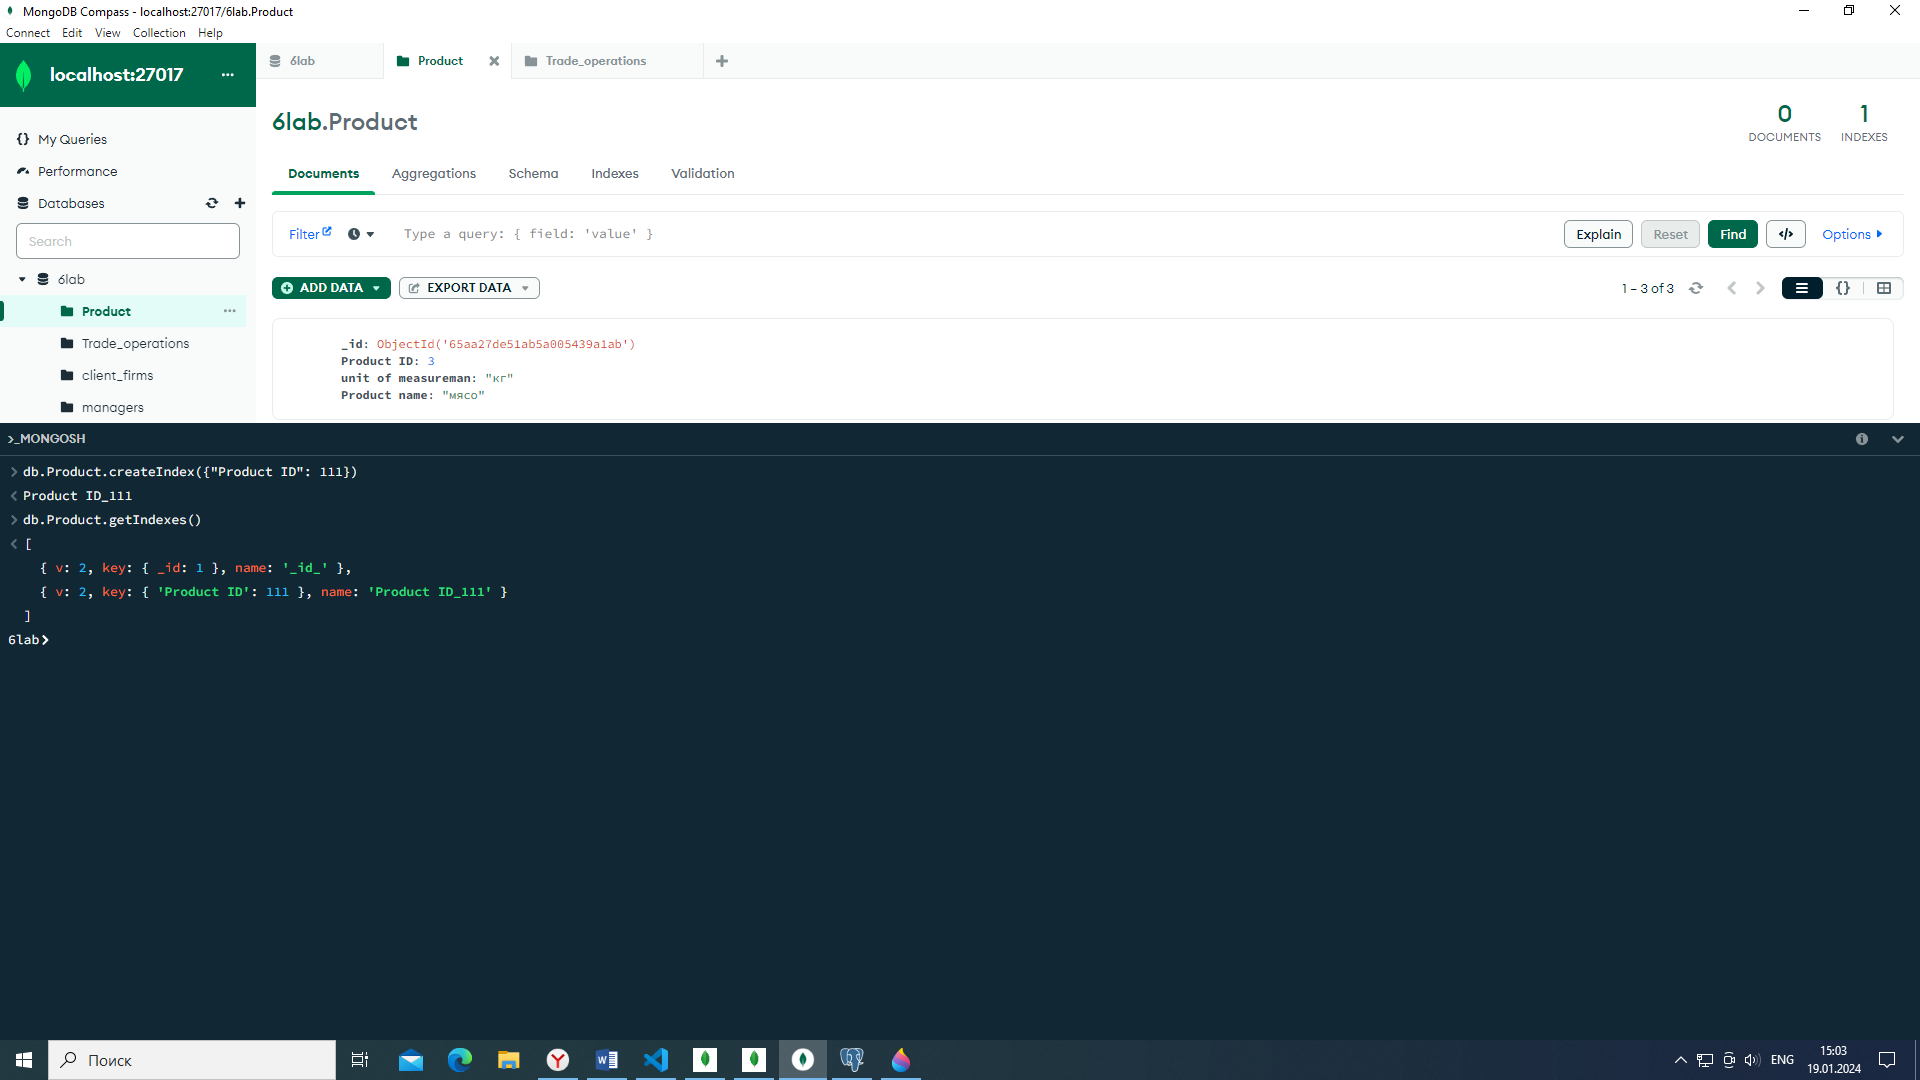 MongoDB Compass - localhost:27017/6lab.Product
Connect Edit View Collection Help
localhost:27017 ...
6lab
Product
Trade_operations
My Queries
Performance
Databases
Search
6lab
Product ...
Trade_operations
client_firms
managers
6lab.Product
0
DOCUMENTS
1
INDEXES
Documents Aggregations Schema Indexes Validation
Filter Type a query: { field: 'value' } Explain Reset Find </> Options
ADD DATA EXPORT DATA 1 – 3 of 3 {}
_id: ObjectId('65aa27de51ab5a005439a1ab')
Product ID: 3
unit of measureman: "кг"
Product name: "мясо"
>_MONGOSH
> db.Product.createIndex({"Product ID": 111})
< Product ID_111
> db.Product.getIndexes()
< [
{ v: 2, key: { _id: 1 }, name: '_id_' },
{ v: 2, key: { 'Product ID': 111 }, name: 'Product ID_111' }
]
6lab>
Поиск
ENG
15:03
19.01.2024